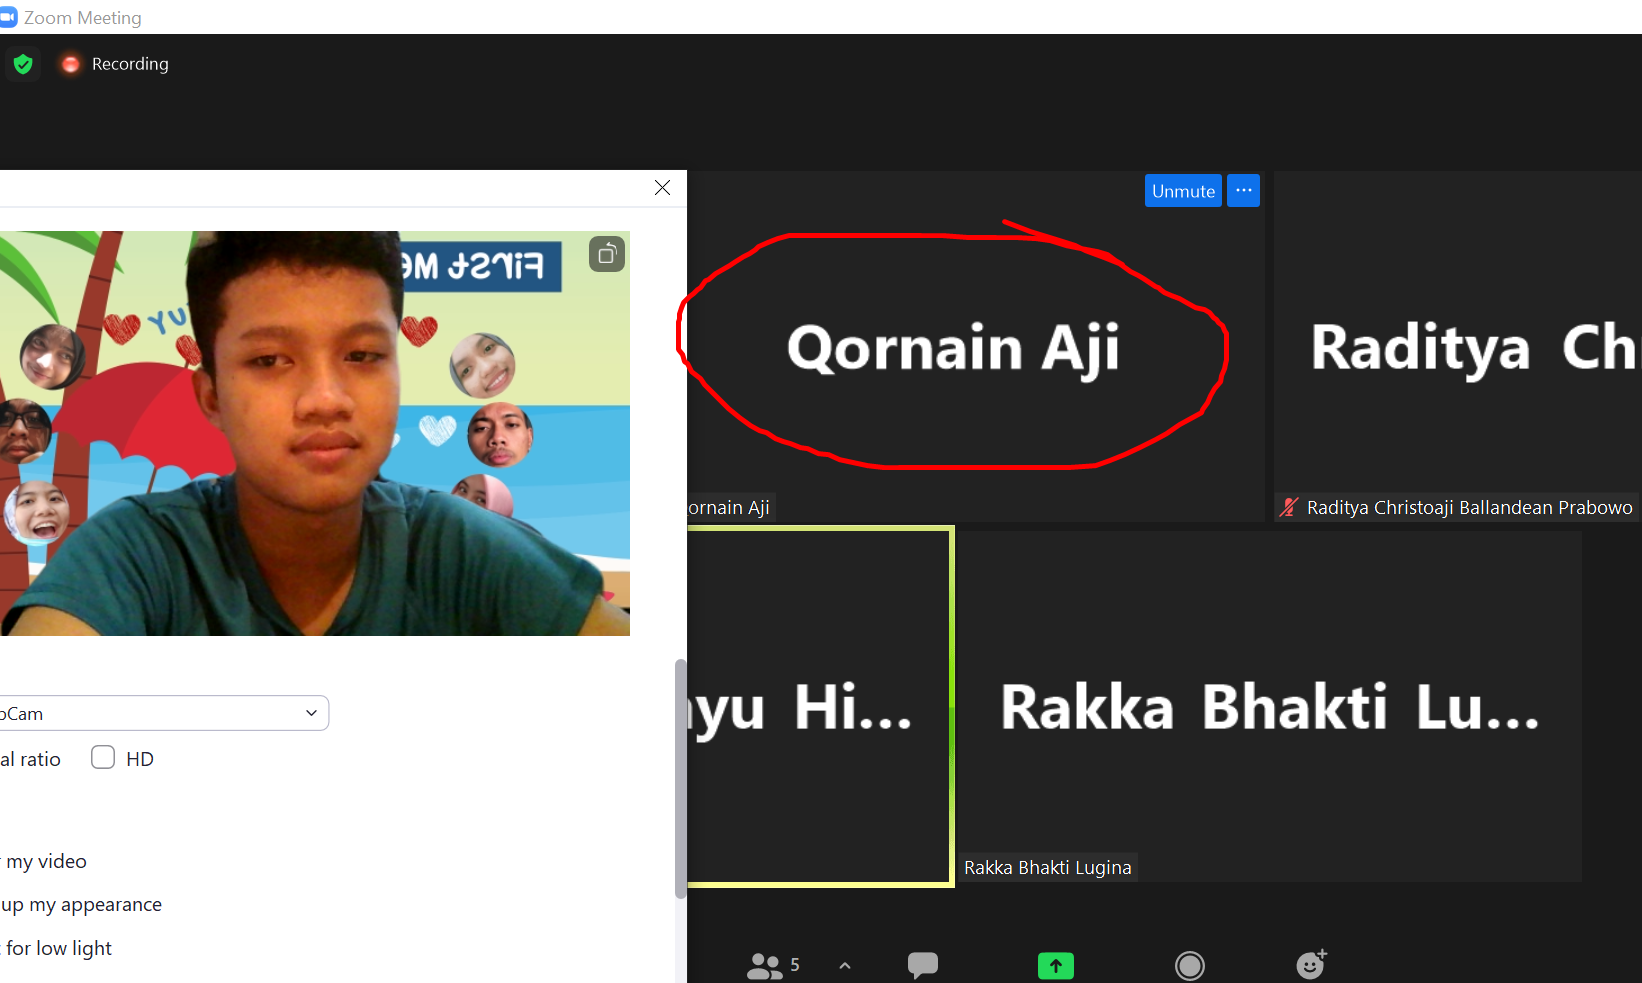 Zoom Meeting
Recording
Unmute
FirST Me
Yu
Qornain Aji
Raditya Ch
ornain Aji
Raditya Christoaji Ballandean Prabowo
yu Hi...
Rakka Bhakti Lu...
bCam
al ratio
HD
my video
up my appearance
for low light
Rakka Bhakti Lugina
5